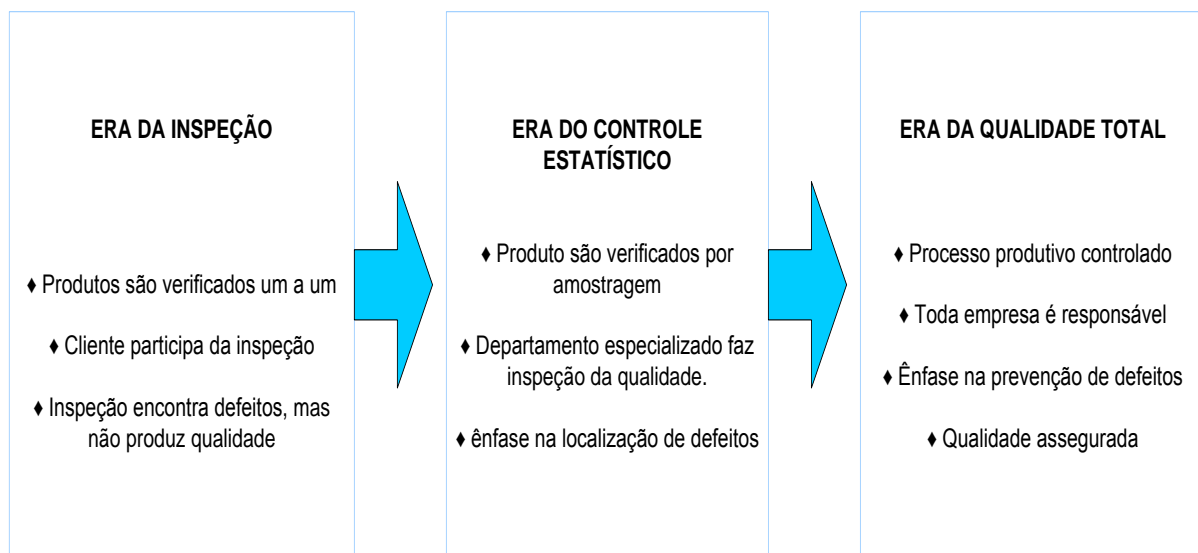 ERA DA INSPEÇÃO
♦ Produtos são verificados um a um
♦ Cliente participa da inspeção
♦ Inspeção encontra defeitos, mas
não produz qualidade
ERA DO CONTROLE
ESTATÍSTICO
♦ Produto são verificados por
amostragem
♦ Departamento especializado faz
inspeção da qualidade.
♦ ênfase na localização de defeitos
ERA DA QUALIDADE TOTAL
♦ Processo produtivo controlado
♦ Toda empresa é responsável
♦ Ênfase na prevenção de defeitos
♦ Qualidade assegurada